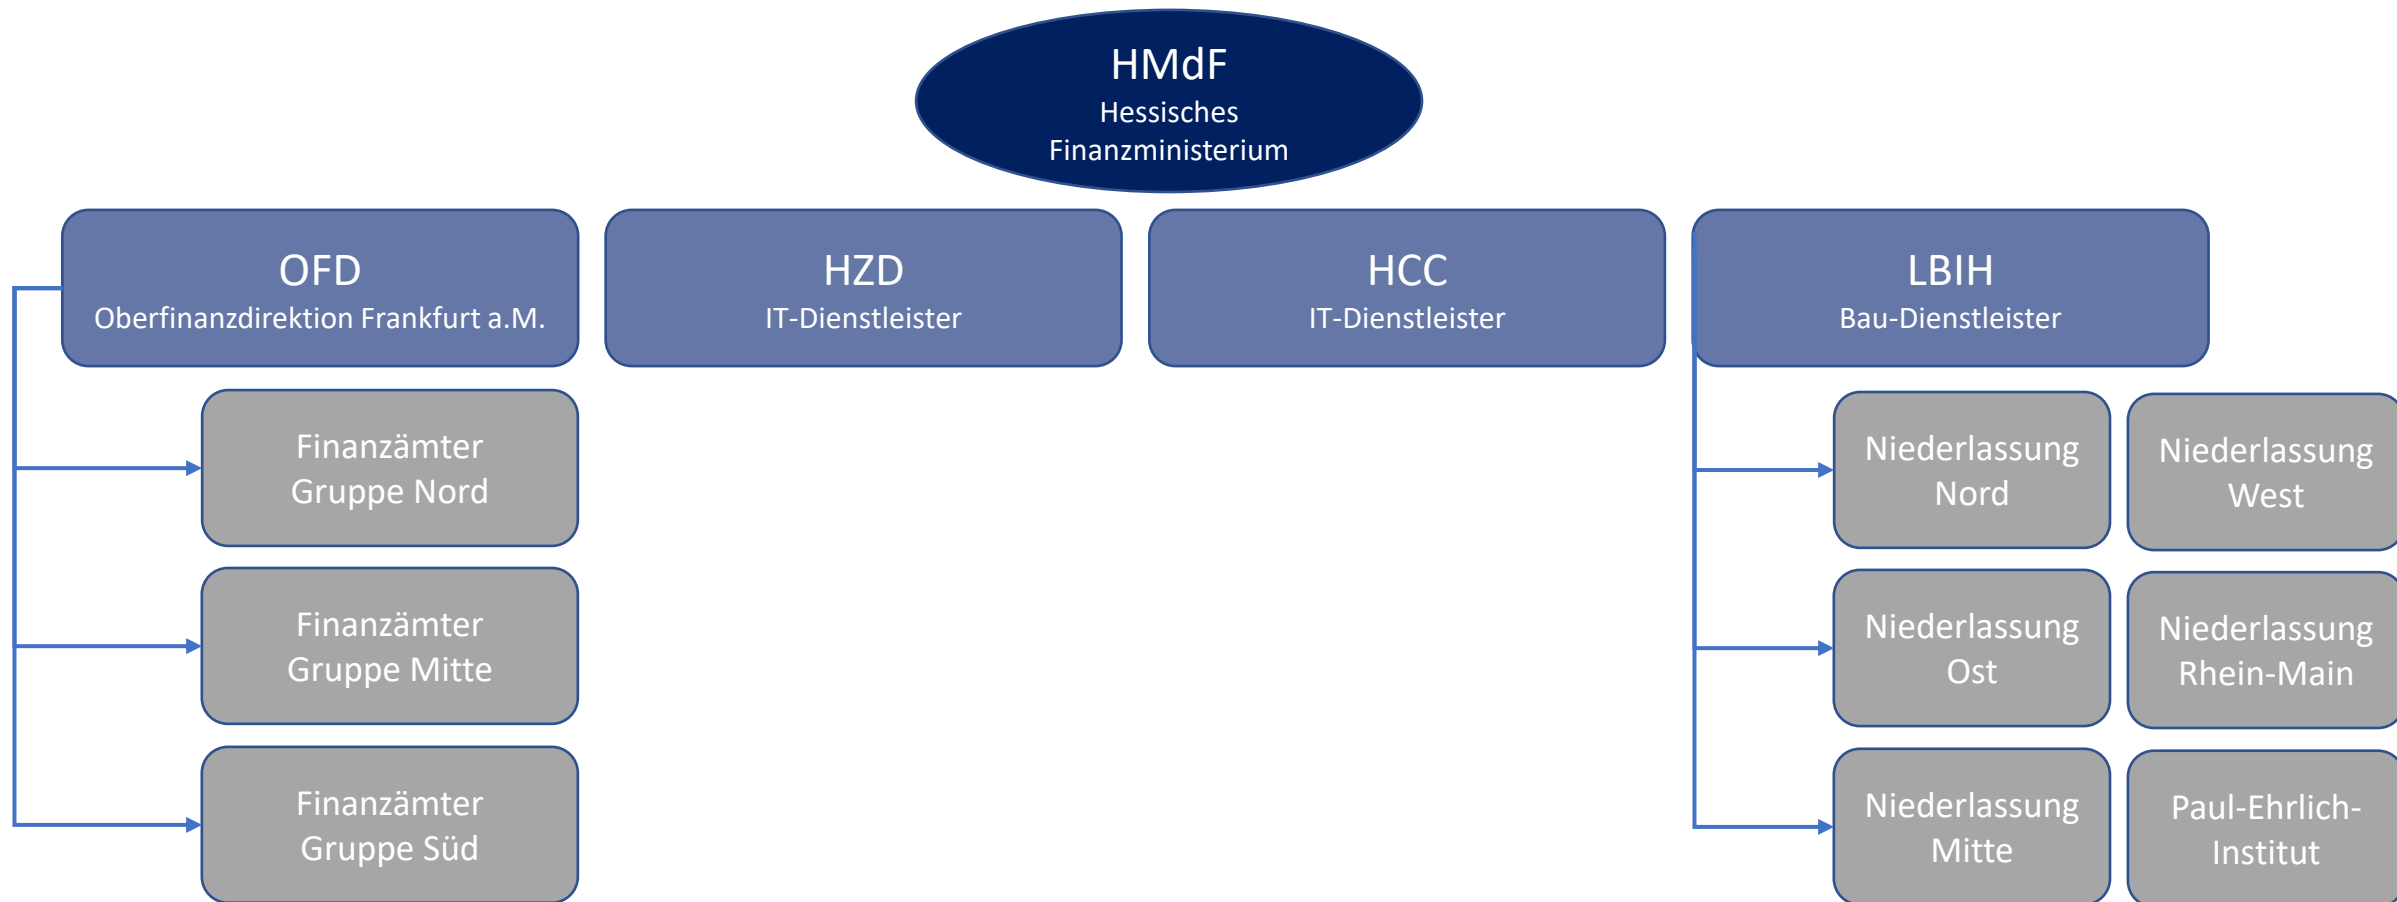 HMdF
Hessisches
Finanzministerium
OFD
Oberfinanzdirektion Frankfurt a.M.
HZD
IT-Dienstleister
HCC
IT-Dienstleister
LBIH
Bau-Dienstleister
Finanzämter
Gruppe Nord
Finanzämter
Gruppe Mitte
Finanzämter
Gruppe Süd
Niederlassung
Nord
Niederlassung
West
Niederlassung
Ost
Niederlassung
Rhein-Main
Niederlassung
Mitte
Paul-Ehrlich-
Institut